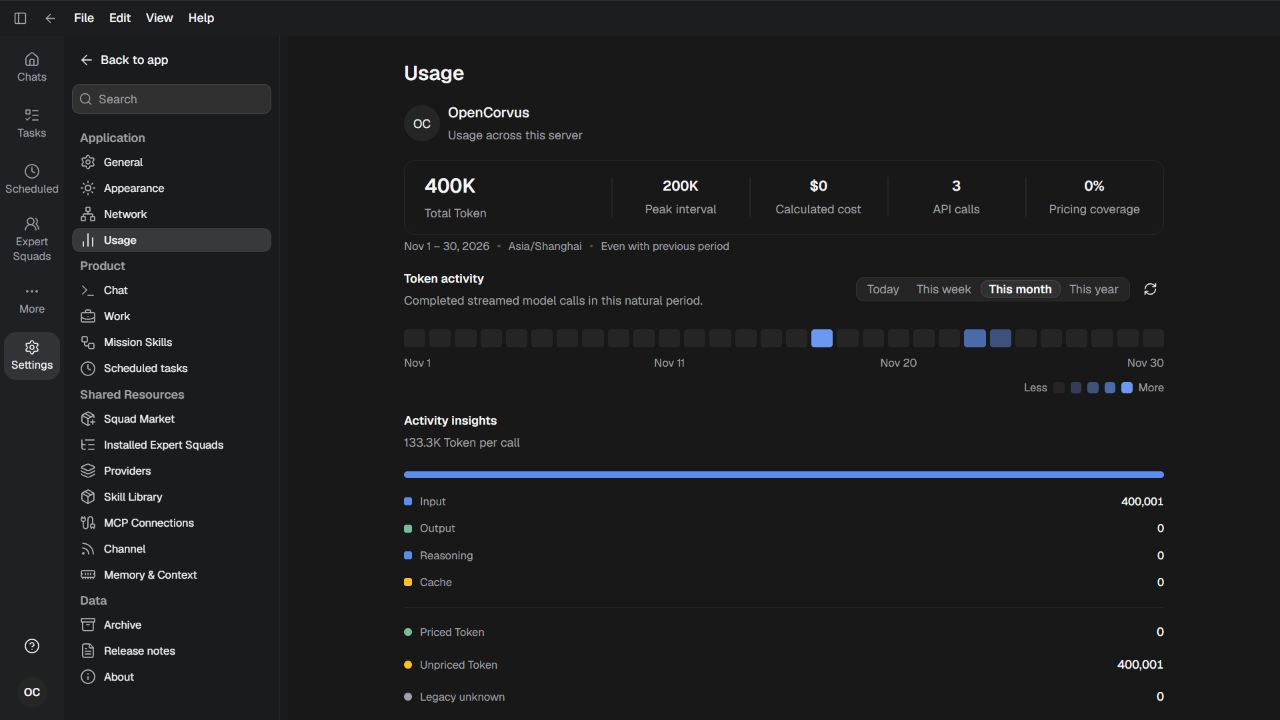 File Edit View Help
Chats
Tasks
Scheduled
Expert
Squads
More
Settings
OC
Back to app
Search
Application
General
Appearance
Network
Usage
Product
Chat
Work
Mission Skills
Scheduled tasks
Shared Resources
Squad Market
Installed Expert Squads
Providers
Skill Library
MCP Connections
Channel
Memory & Context
Data
Archive
Release notes
About
Usage
OC
OpenCorvus
Usage across this server
400K 200K $0 3 0%
Total Token Peak interval Calculated cost API calls Pricing coverage
Nov 1 – 30, 2026 • Asia/Shanghai • Even with previous period
Token activity
Completed streamed model calls in this natural period.
Today This week This month This year
Nov 1 Nov 11 Nov 20 Nov 30
Less More
Activity insights
133.3K Token per call
Input 400,001
Output 0
Reasoning 0
Cache 0
Priced Token 0
Unpriced Token 400,001
Legacy unknown 0